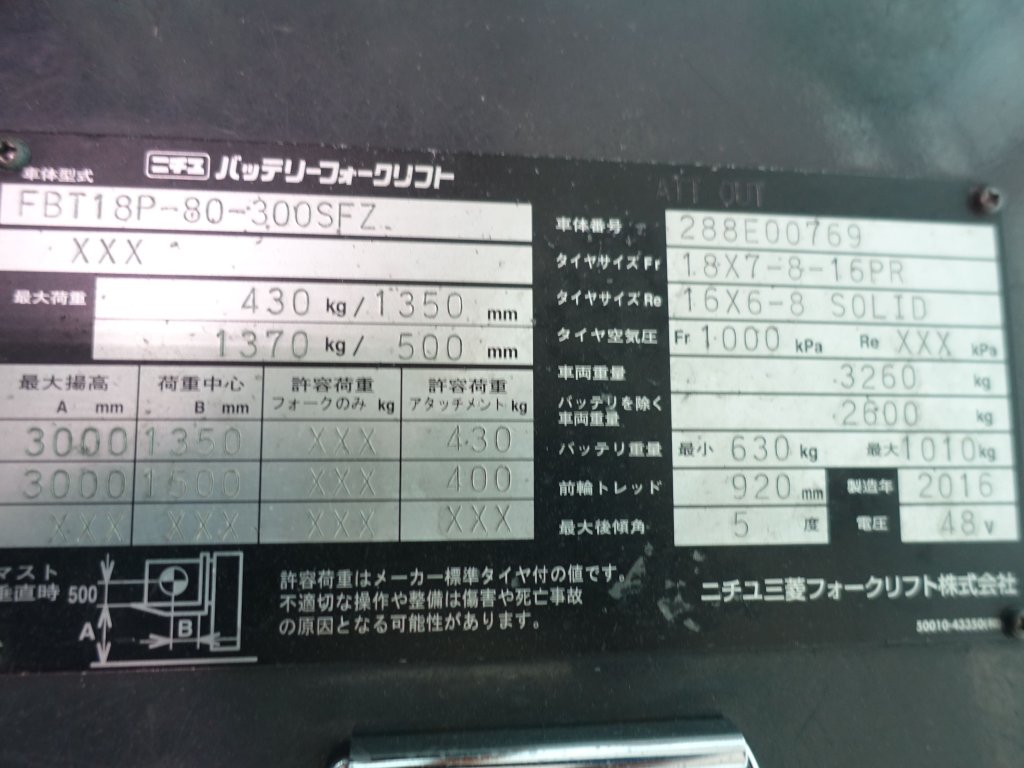 ニチユ バッテリーフォークリフト
ATT OUT
車体型式
FBT18P-80-300SFZ
XXX
最大荷重 430 kg/1350 mm
1370 kg/ 500 mm
最大揚高 A mm 荷重中心 B mm 許容荷重 フォークのみ kg 許容荷重 アタッチメント kg
3000 1350 XXX 430
3000 1500 XXX 400
XXX XXX XXX XXX
車体番号 288E00769
タイヤサイズ Fr 18X7-8-16PR
タイヤサイズ Re 16X6-8 SOLID
タイヤ空気圧 Fr 1000 kPa Re XXX kPa
車両重量 3260 kg
バッテリを除く車両重量 2600 kg
バッテリ重量 最小 630 kg 最大 1010 kg
前輪トレッド 920 mm 製造年 2016
最大後傾角 5 度 電圧 48 v
マスト
垂直時 500
A
B
許容荷重はメーカー標準タイヤ付の値です。
不適切な操作や整備は傷害や死亡事故
の原因となる可能性があります。
ニチユ三菱フォークリフト株式会社
50010-43350